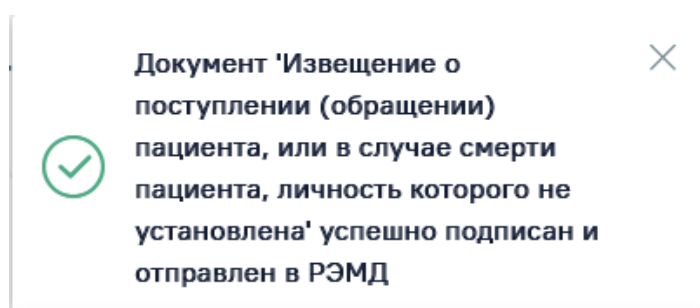 Документ 'Извещение о
поступлении (обращении)
пациента, или в случае смерти
пациента, личность которого не
установлена' успешно подписан и
отправлен в РЭМД